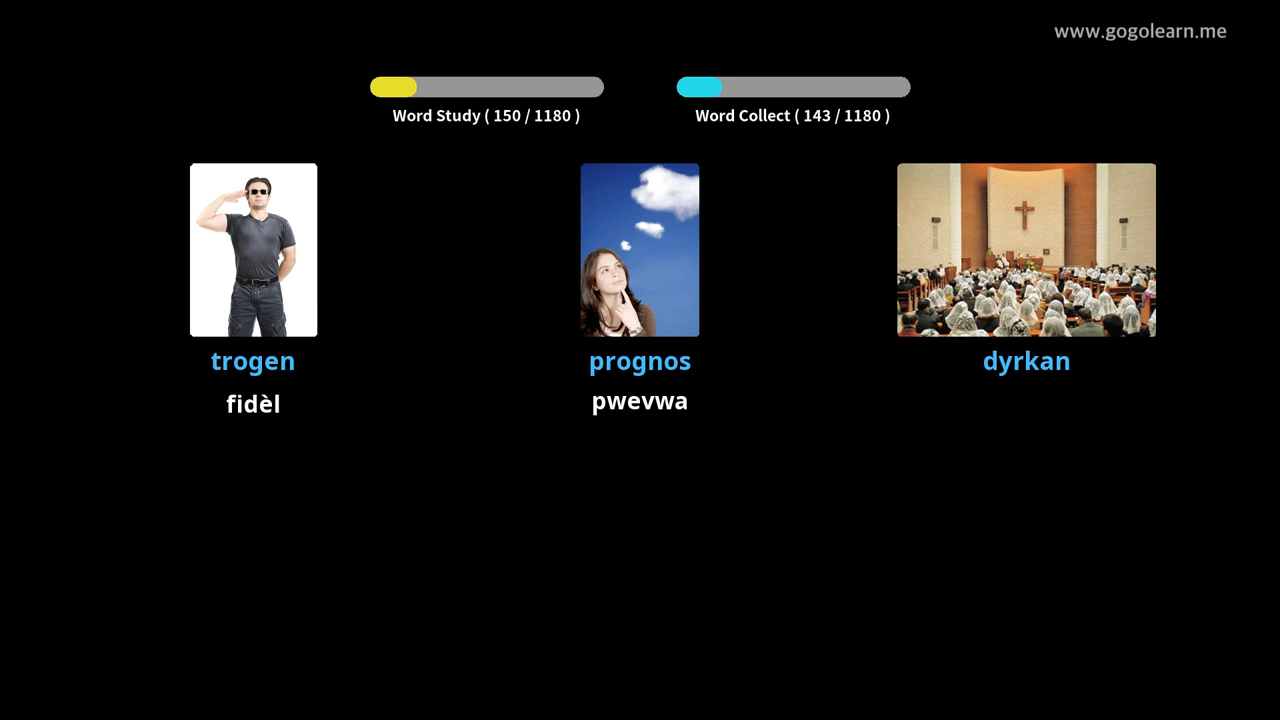 www.gogolearn.me
Word Study ( 150 / 1180 )
Word Collect ( 143 / 1180 )
trogen
fidèl
prognos
pwevwa
dyrkan